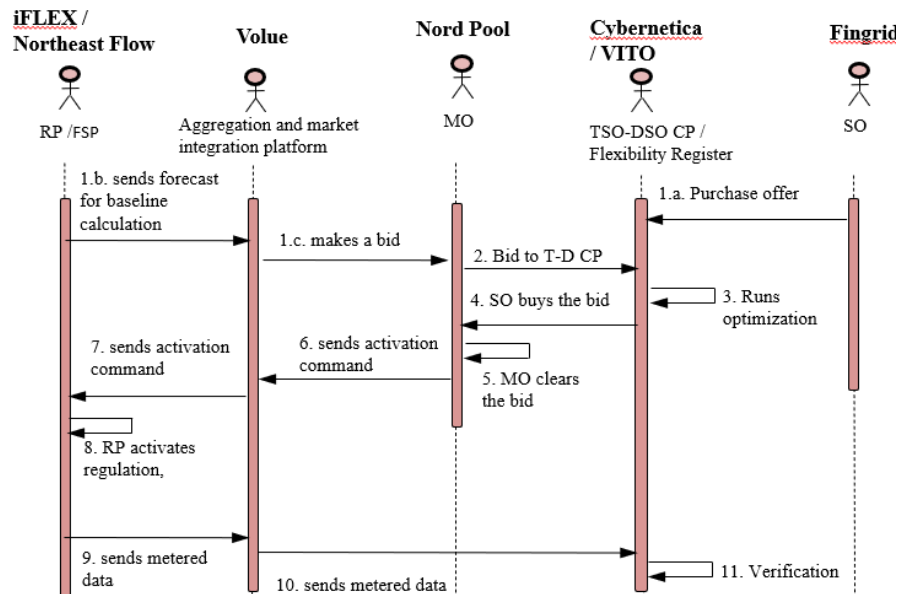 iFLEX /
Northeast Flow
Volue
Nord Pool
Cybernetica
/ VITO
Fingrid
RP /FSP
Aggregation and market
integration platform
MO
TSO-DSO CP /
Flexibility Register
SO
1.b. sends forecast
for baseline
calculation
1.a. Purchase offer
1.c. makes a bid
2. Bid to T-D CP
3. Runs
optimization
4. SO buys the bid
5. MO clears
the bid
6. sends activation
command
7. sends activation
command
8. RP activates
regulation,
9. sends metered
data
10. sends metered data
11. Verification